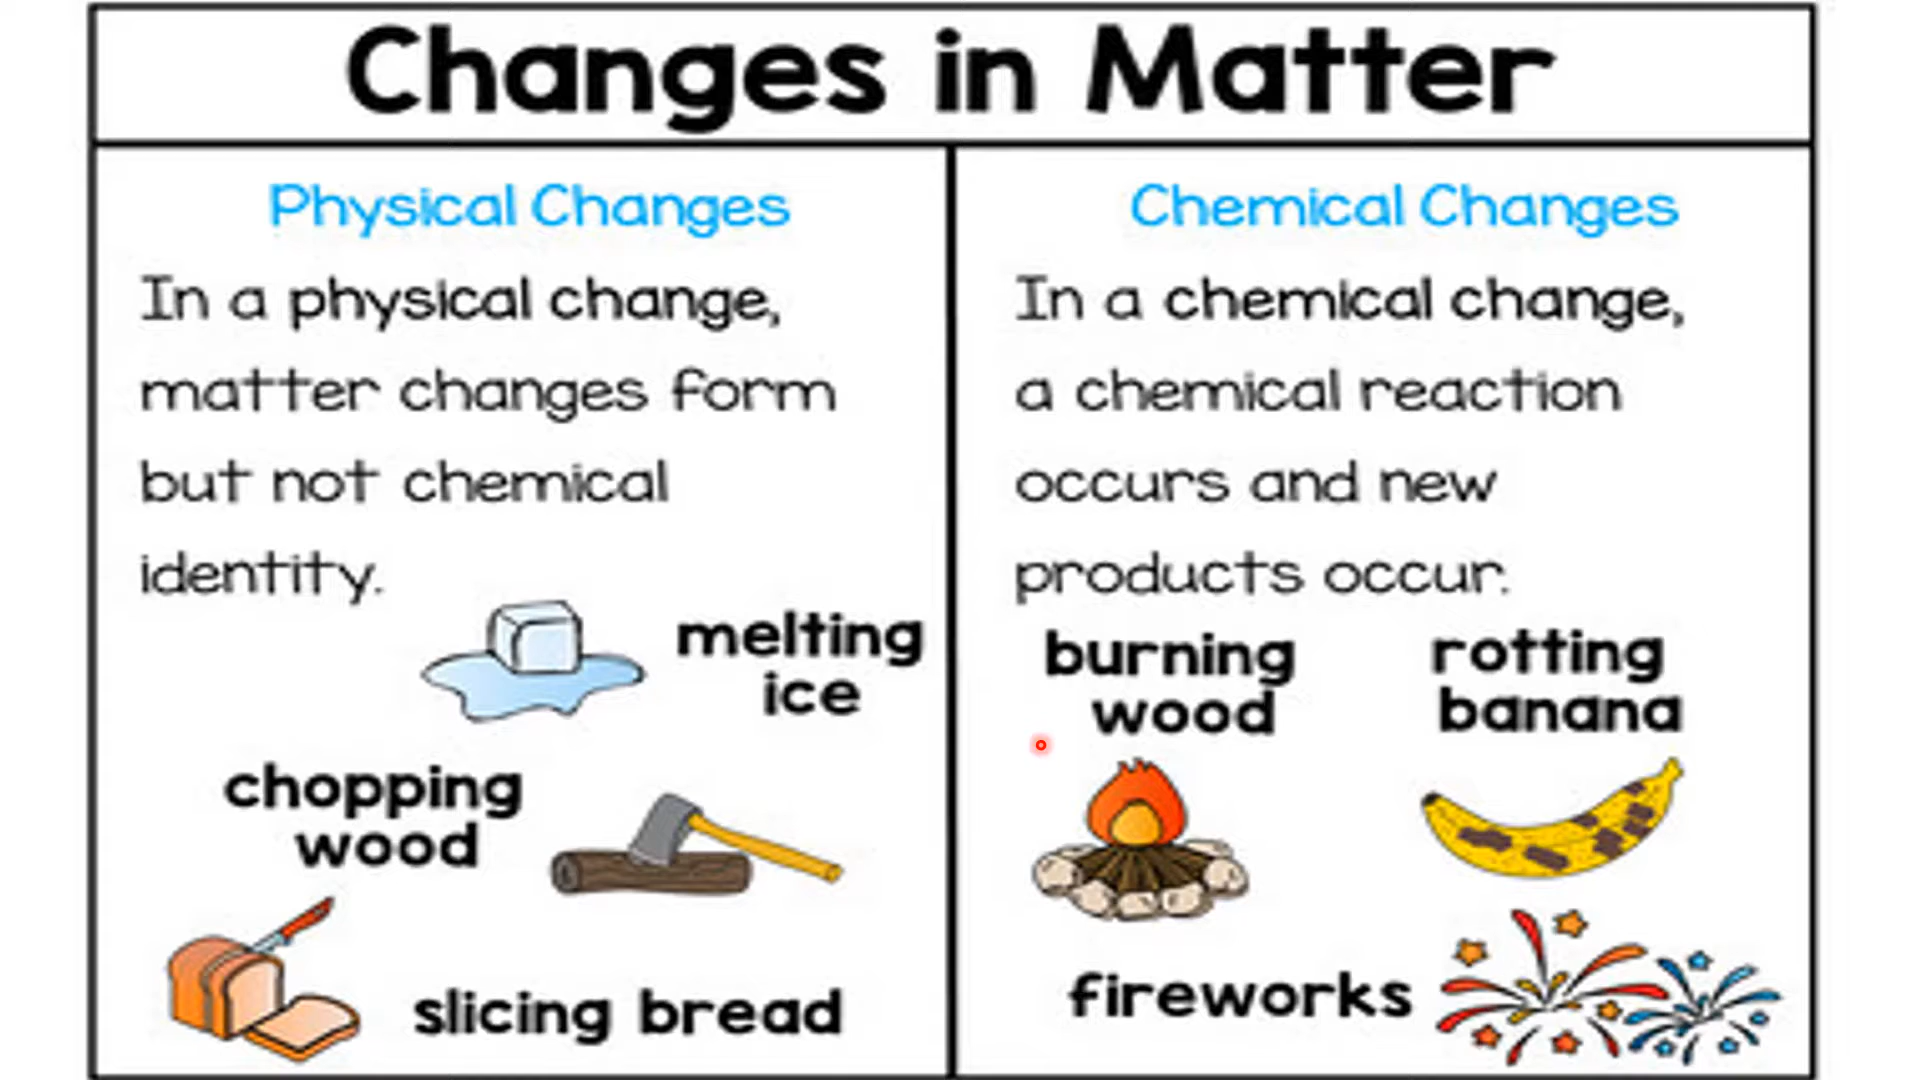 Changes in Matter
Physical Changes
In a physical change,
matter changes form
but not chemical
identity.
melting
ice
chopping
wood
slicing bread
Chemical Changes
In a chemical change,
a chemical reaction
occurs and new
products occur.
burning
wood
rotting
banana
fireworks